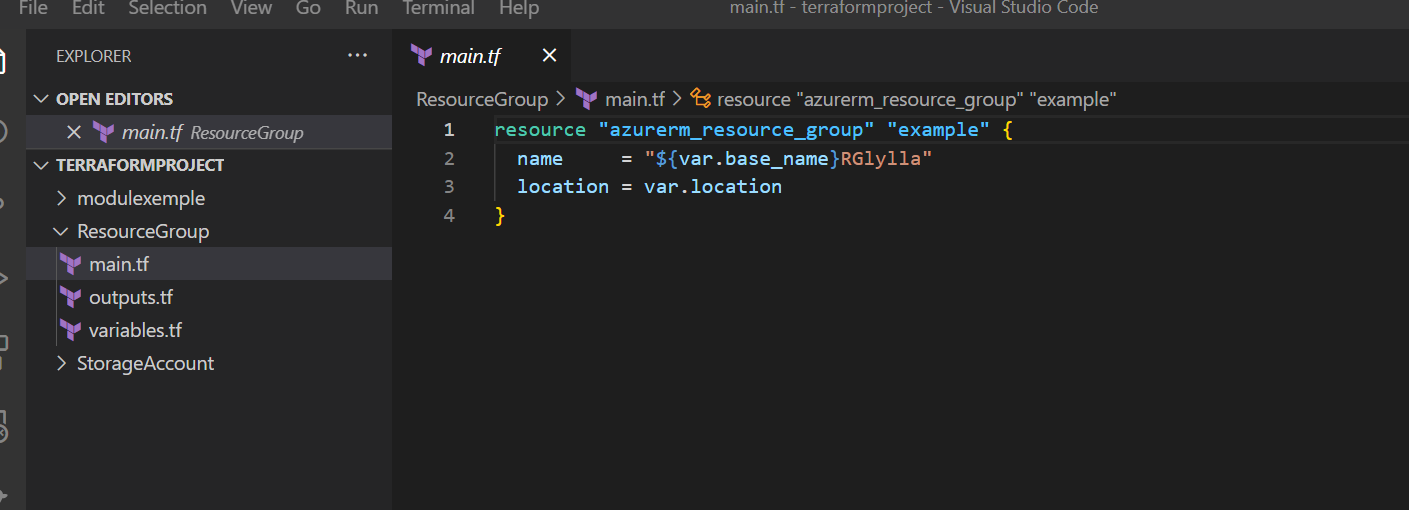 File Edit Selection View Go Run Terminal Help main.tf - terraformproject - Visual Studio Code
EXPLORER ···
OPEN EDITORS
main.tf ResourceGroup
TERRAFORMPROJECT
modulexemple
ResourceGroup
main.tf
outputs.tf
variables.tf
StorageAccount
main.tf
ResourceGroup > main.tf > resource "azurerm_resource_group" "example"
1 resource "azurerm_resource_group" "example" {
2 name     = "${var.base_name}RGlylla"
3 location = var.location
4 }